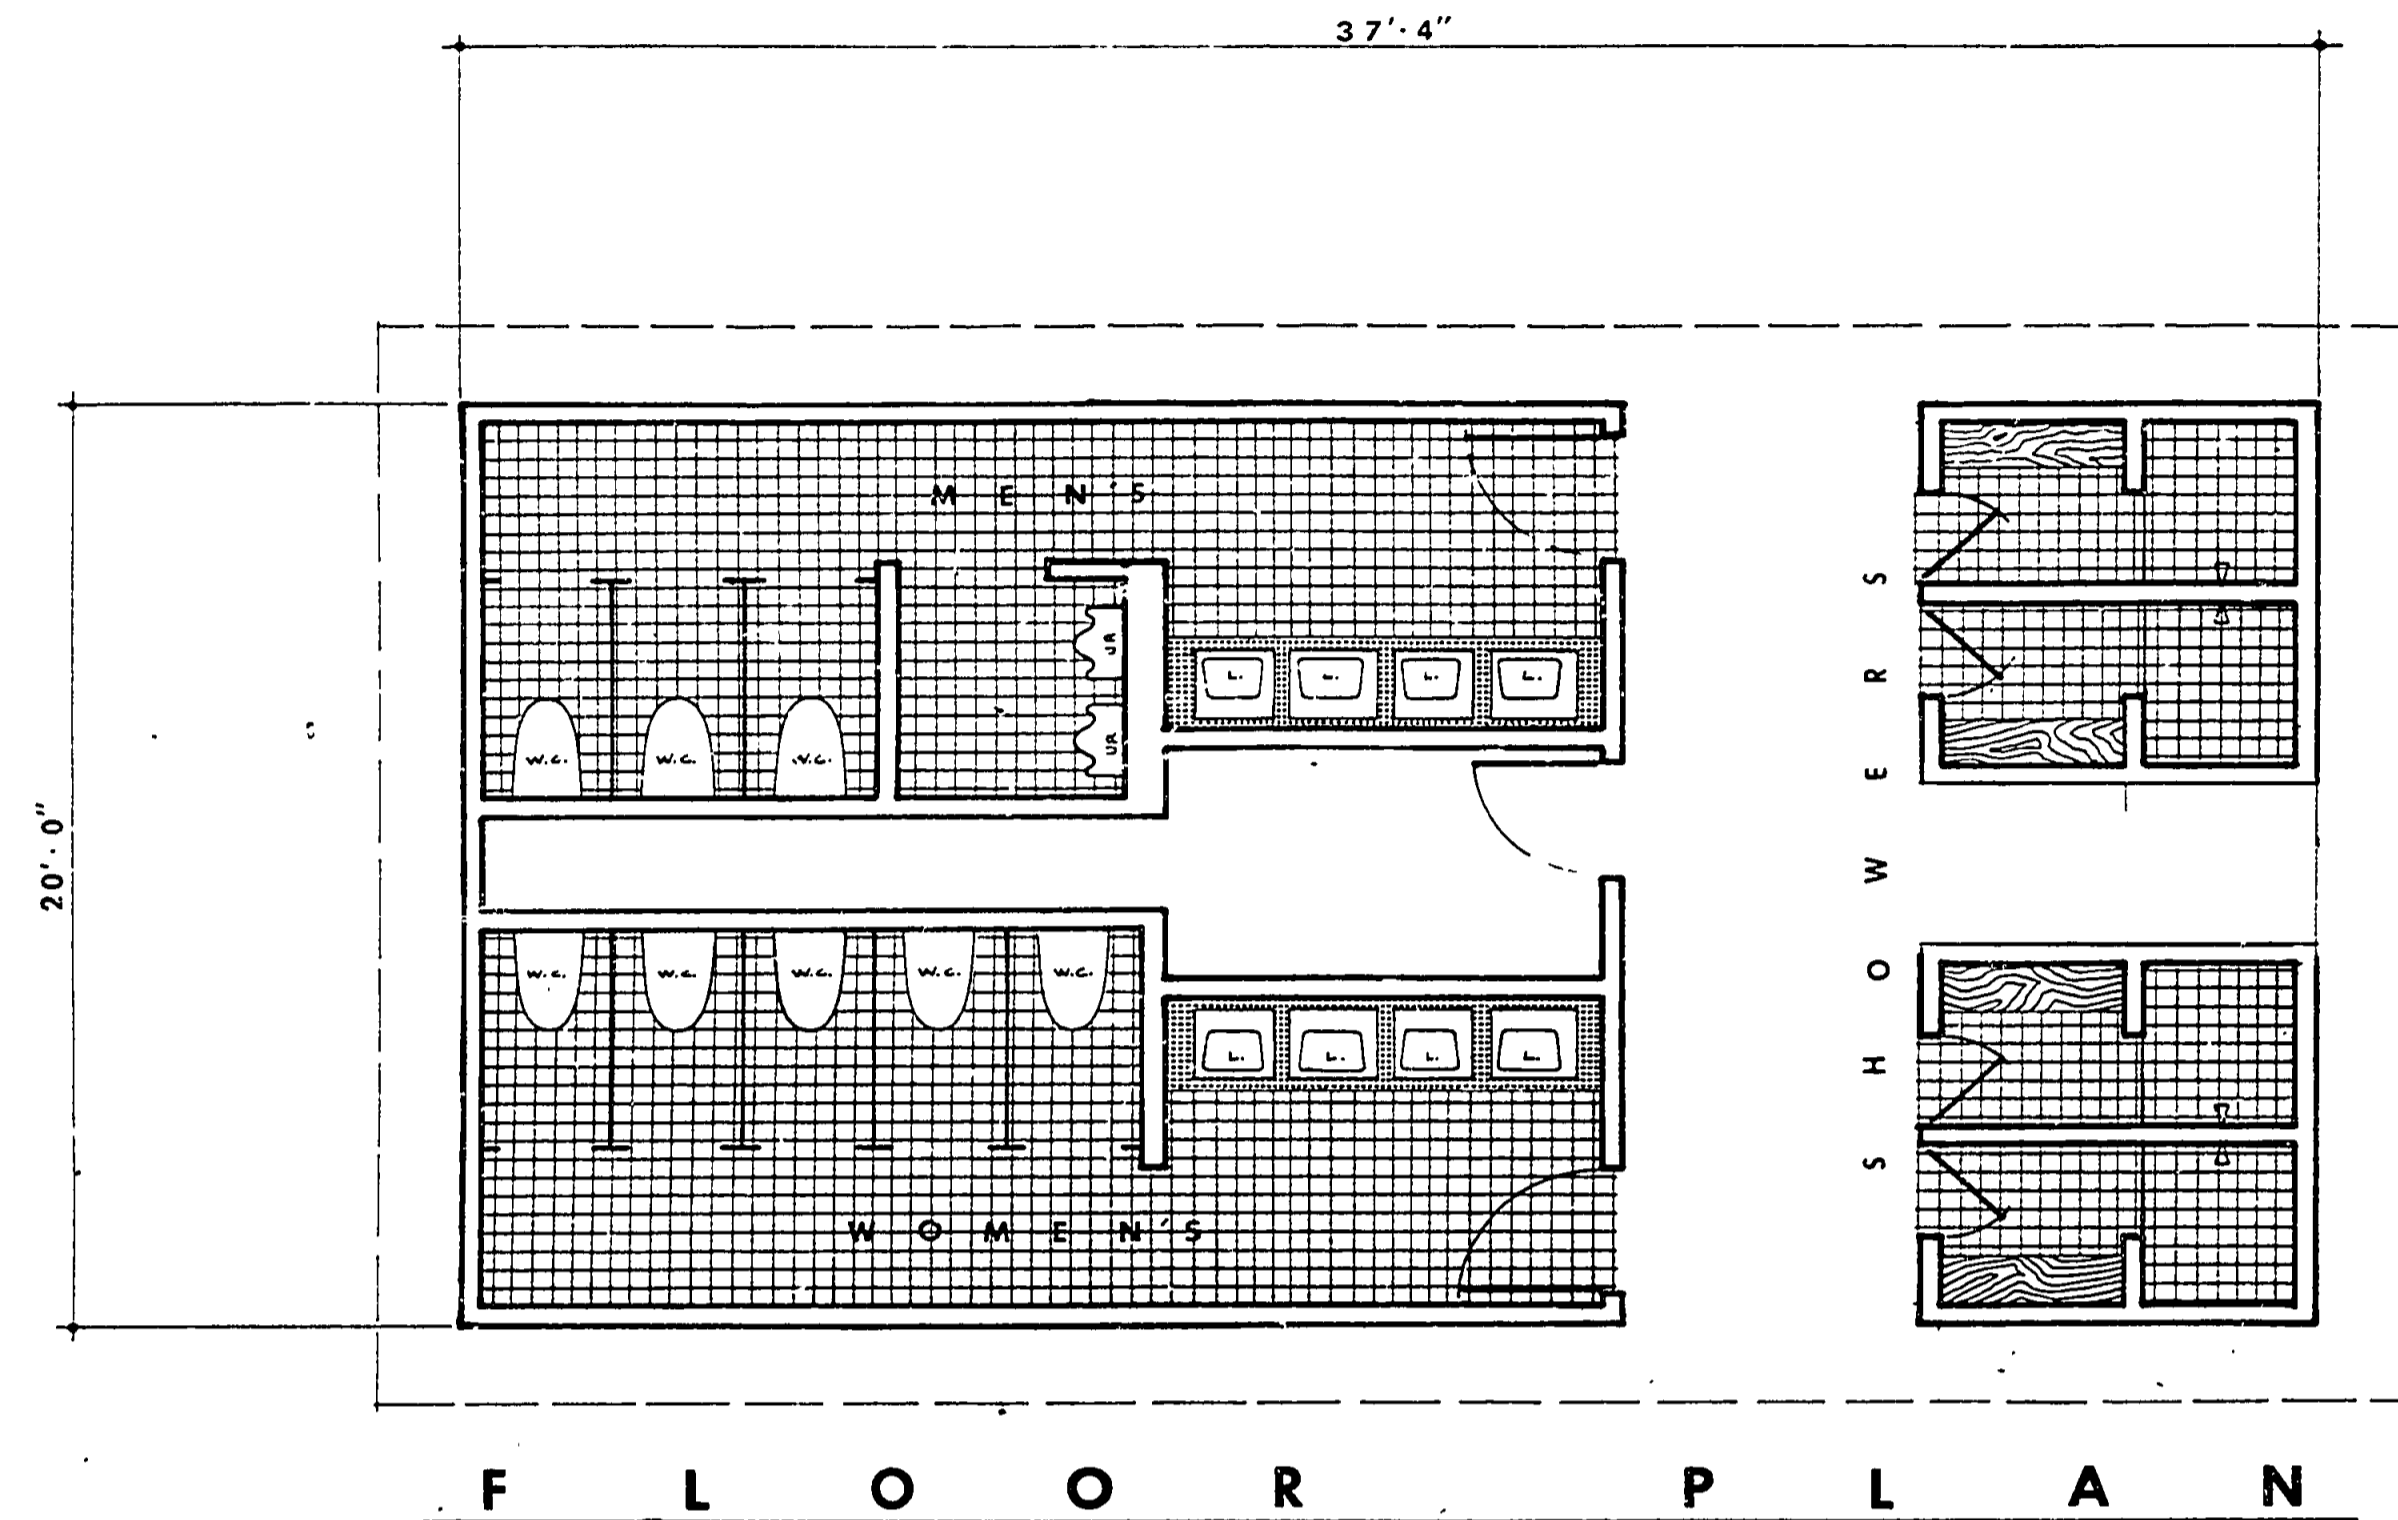 37'·4"
20'·0"
MEN'S
UR
UR
L. L. L. L.
W.C. W.C. W.C.
W.C. W.C. W.C. W.C. W.C.
L. L. L. L.
WOMEN'S
SHOWERS
FLOOR PLAN